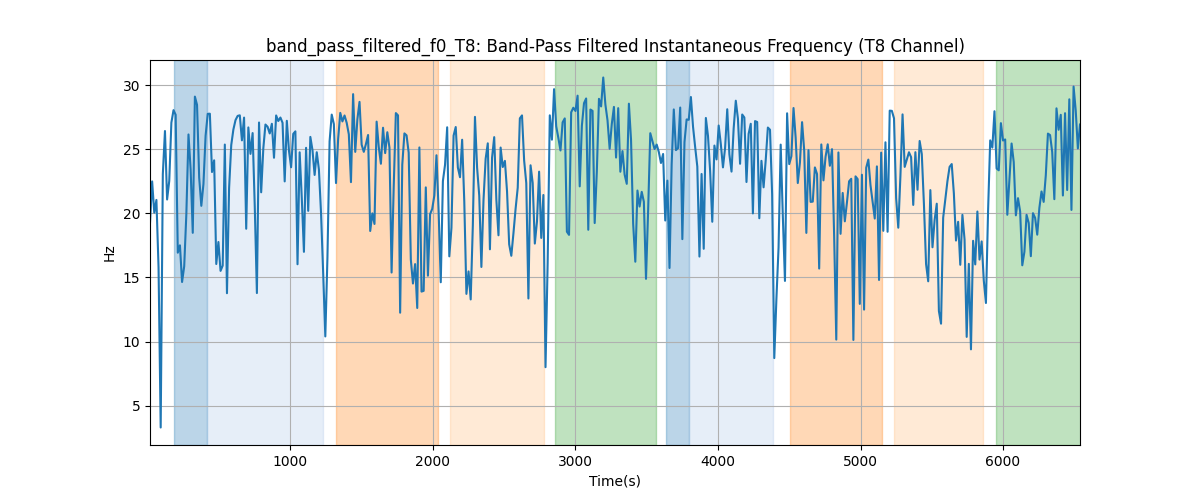 band_pass_filtered_f0_T8: Band-Pass Filtered Instantaneous Frequency (T8 Channel)
30
25
20
15
10
5
Hz
1000 2000 3000 4000 5000 6000
Time(s)